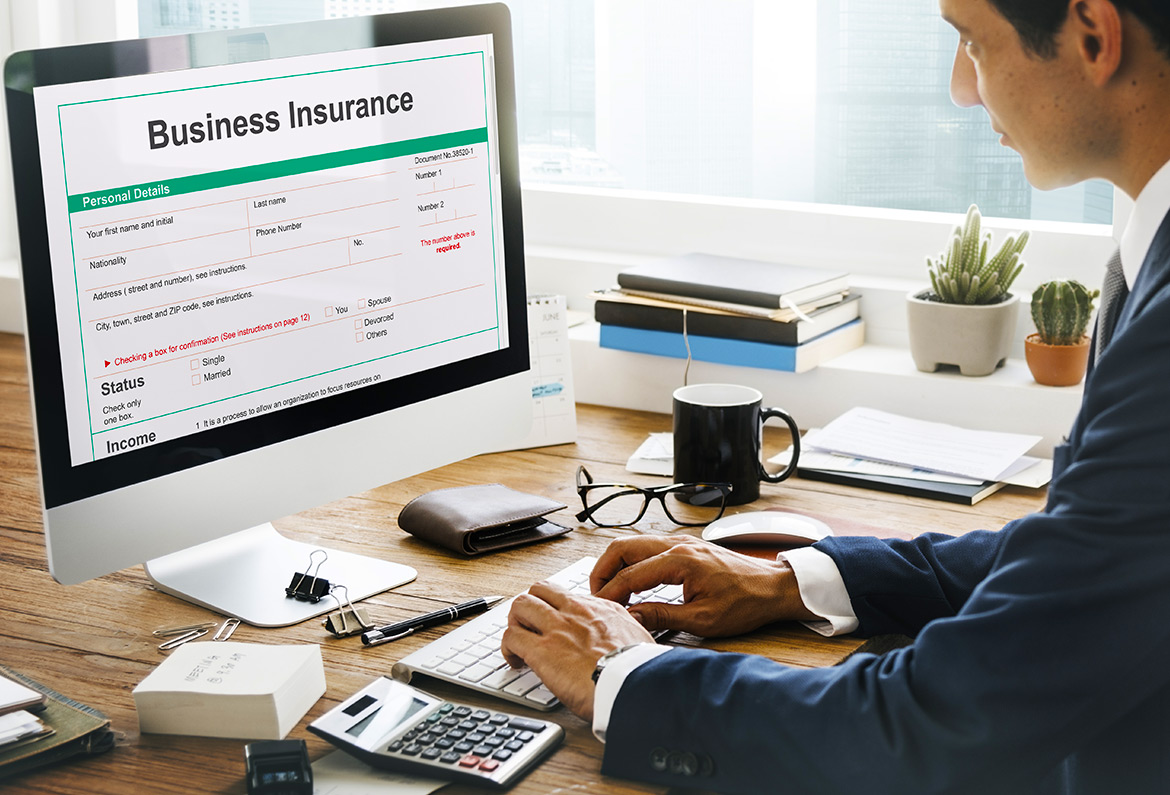 Business Insurance
Document No.38520-1
Personal Details
Number 1
Your first name and initial
Last name
Number 2
Nationality
Phone Number
No.
The number above is
required.
Address ( street and number), see instructions.
City, town, street and ZIP code, see instructions.
▶ Checking a box for confirmation (See instructions on page 12)
You
Spouse
Status
Single
Divorced
Check only
one box.
Married
Others
Income
1 It is a process to allow an organization to focus resources on
JUNE
MEETING